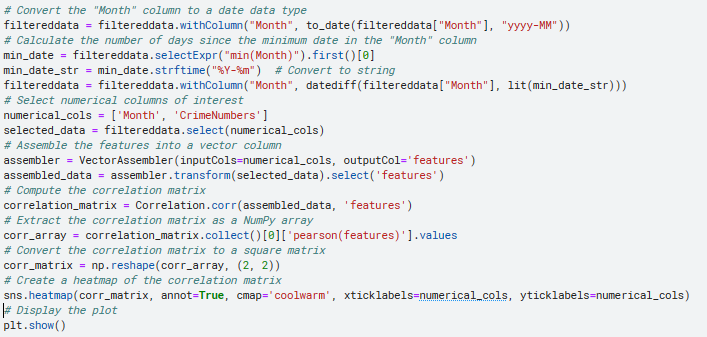 # Convert the "Month" column to a date data type
filtereddata = filtereddata.withColumn("Month", to_date(filtereddata["Month"], "yyyy-MM"))
# Calculate the number of days since the minimum date in the "Month" column
min_date = filtereddata.selectExpr("min(Month)").first()[0]
min_date_str = min_date.strftime("%Y-%m")  # Convert to string
filtereddata = filtereddata.withColumn("Month", datediff(filtereddata["Month"], lit(min_date_str)))
# Select numerical columns of interest
numerical_cols = ['Month', 'CrimeNumbers']
selected_data = filtereddata.select(numerical_cols)
# Assemble the features into a vector column
assembler = VectorAssembler(inputCols=numerical_cols, outputCol='features')
assembled_data = assembler.transform(selected_data).select('features')
# Compute the correlation matrix
correlation_matrix = Correlation.corr(assembled_data, 'features')
# Extract the correlation matrix as a NumPy array
corr_array = correlation_matrix.collect()[0]['pearson(features)'].values
# Convert the correlation matrix to a square matrix
corr_matrix = np.reshape(corr_array, (2, 2))
# Create a heatmap of the correlation matrix
sns.heatmap(corr_matrix, annot=True, cmap='coolwarm', xticklabels=numerical_cols, yticklabels=numerical_cols)
# Display the plot
plt.show()